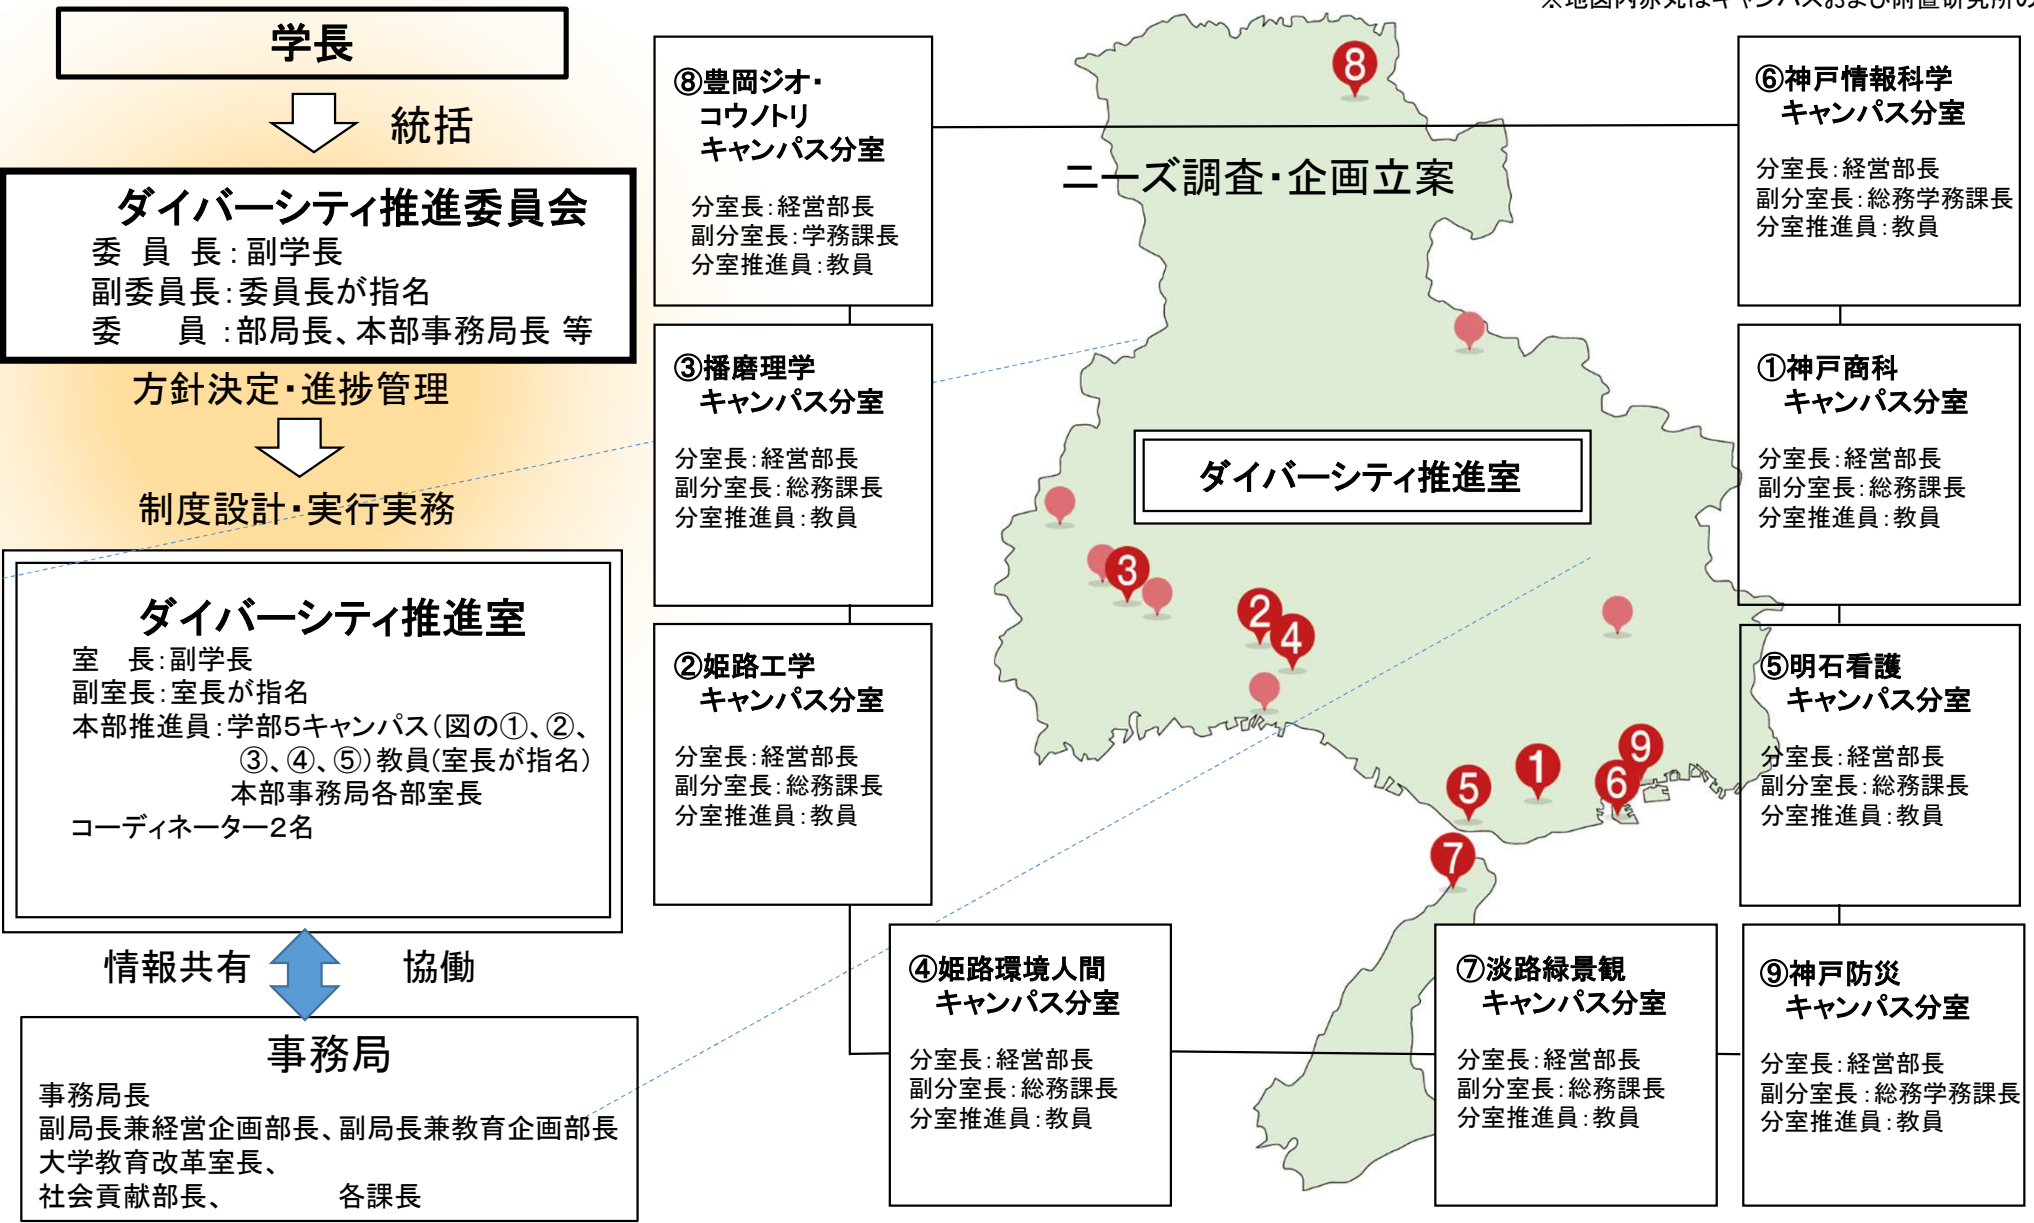 ※地図内赤丸はキャンパスおよび附置研究所の
学長
統括
ダイバーシティ推進委員会
委 員 長：副学長
副委員長：委員長が指名
委 員：部局長、本部事務局長 等
方針決定・進捗管理
制度設計・実行実務
ダイバーシティ推進室
室 長：副学長
副室長：室長が指名
本部推進員：学部5キャンパス（図の①、②、
③、④、⑤）教員（室長が指名）
本部事務局各部室長
コーディネーター２名
情報共有
協働
事務局
事務局長
副局長兼経営企画部長、副局長兼教育企画部長
大学教育改革室長、
社会貢献部長、 各課長
⑧豊岡ジオ・
コウノトリ
キャンパス分室
分室長：経営部長
副分室長：学務課長
分室推進員：教員
③播磨理学
キャンパス分室
分室長：経営部長
副分室長：総務課長
分室推進員：教員
②姫路工学
キャンパス分室
分室長：経営部長
副分室長：総務課長
分室推進員：教員
④姫路環境人間
キャンパス分室
分室長：経営部長
副分室長：総務課長
分室推進員：教員
ニーズ調査・企画立案
ダイバーシティ推進室
8
3
2
4
9
1
6
5
7
⑦淡路緑景観
キャンパス分室
分室長：経営部長
副分室長：総務課長
分室推進員：教員
⑥神戸情報科学
キャンパス分室
分室長：経営部長
副分室長：総務学務課長
分室推進員：教員
①神戸商科
キャンパス分室
分室長：経営部長
副分室長：総務課長
分室推進員：教員
⑤明石看護
キャンパス分室
分室長：経営部長
副分室長：総務課長
分室推進員：教員
⑨神戸防災
キャンパス分室
分室長：経営部長
副分室長：総務学務課長
分室推進員：教員